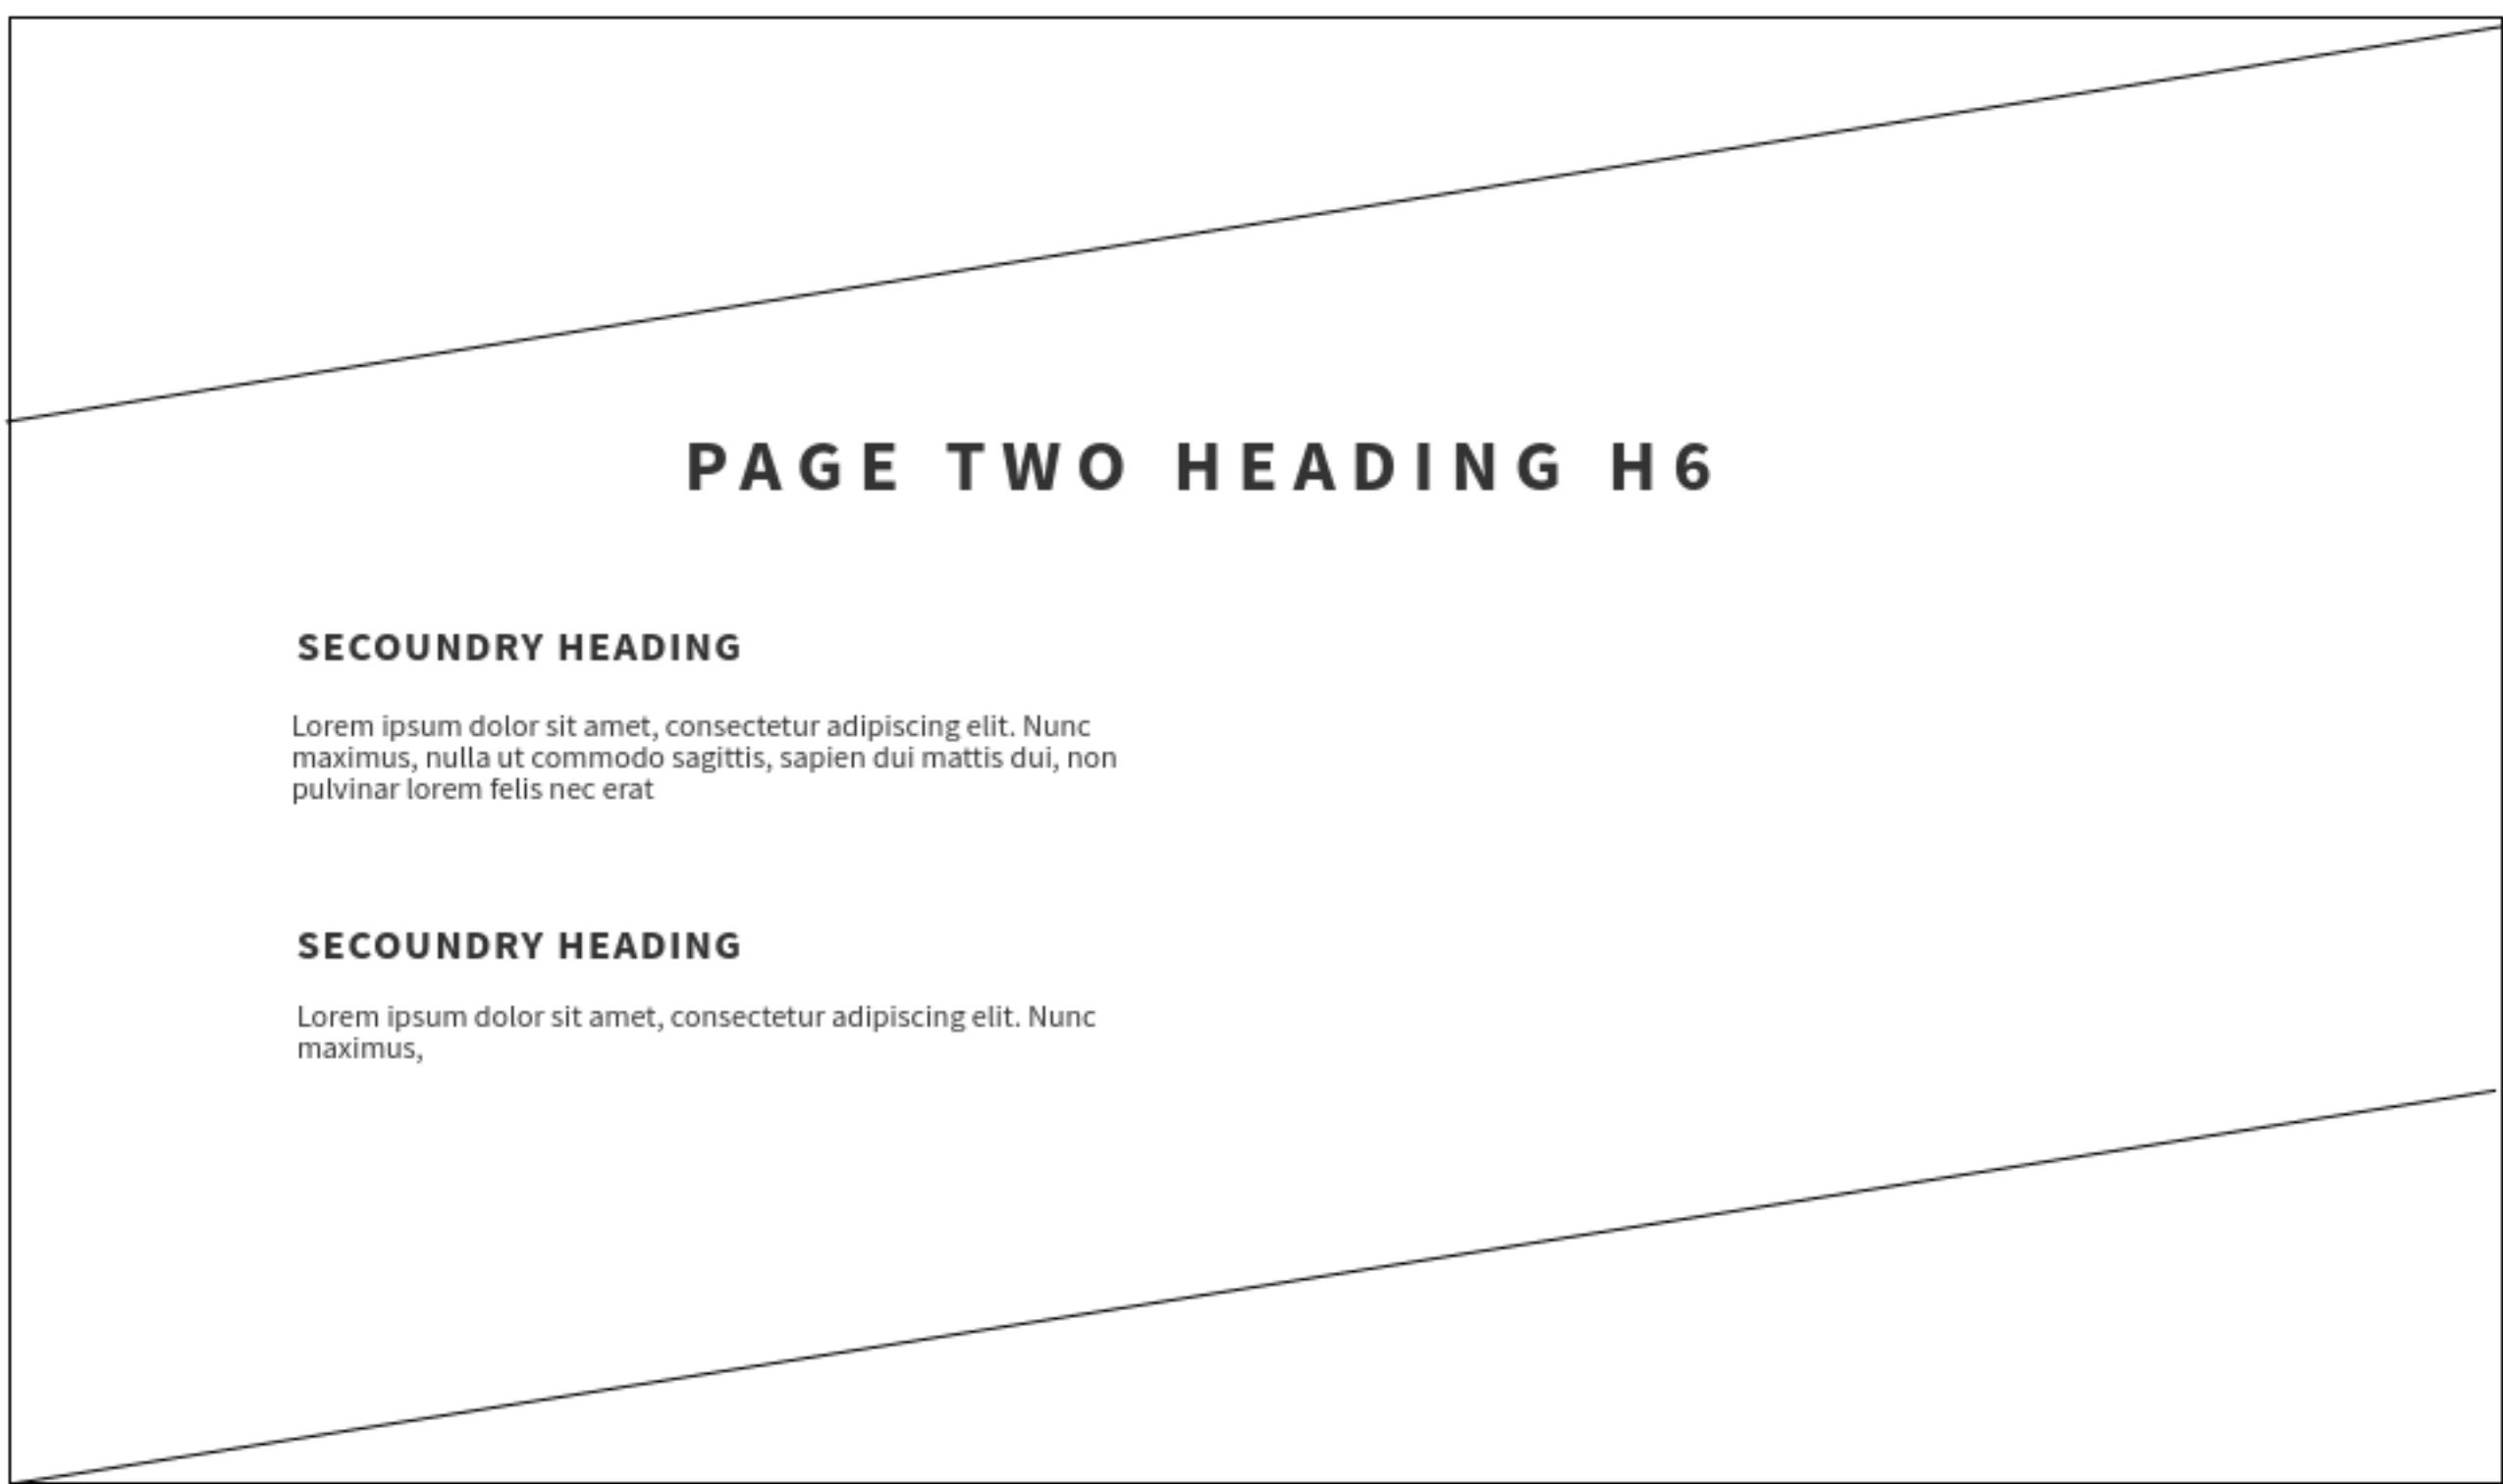 PAGE TWO HEADING H6
SECOUNDRY HEADING
Lorem ipsum dolor sit amet, consectetur adipiscing elit. Nunc
maximus, nulla ut commodo sagittis, sapien dui mattis dui, non
pulvinar lorem felis nec erat
SECOUNDRY HEADING
Lorem ipsum dolor sit amet, consectetur adipiscing elit. Nunc
maximus,